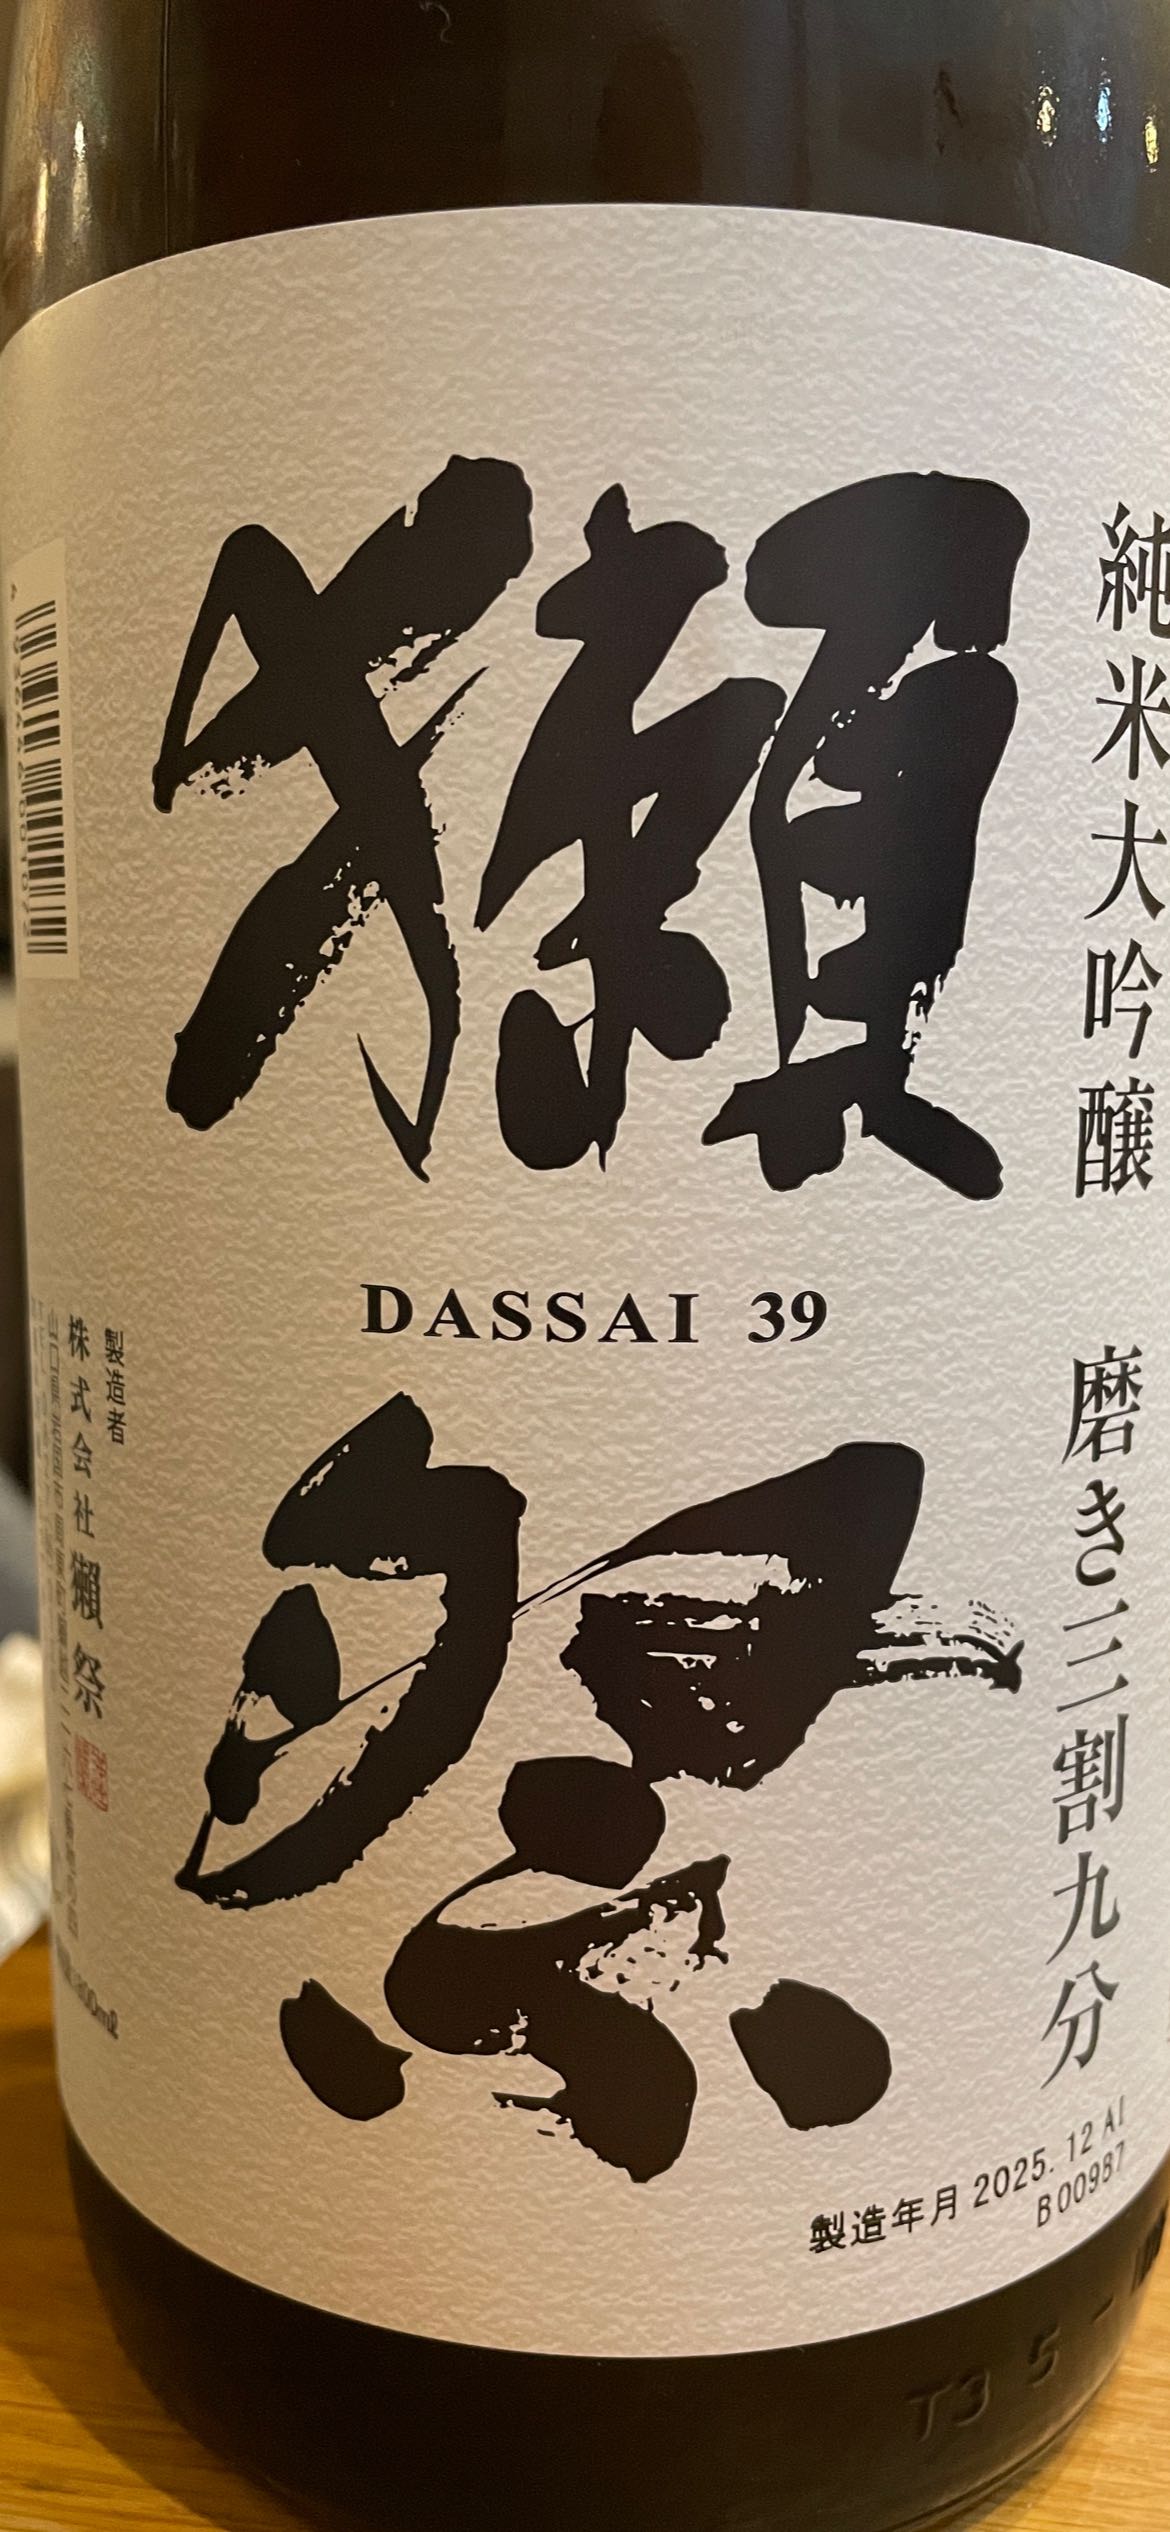 純米大吟醸 磨き三割九分
獺祭
DASSAI 39
製造者
株式会社獺祭
製造年月 2025.12 AI
B00987